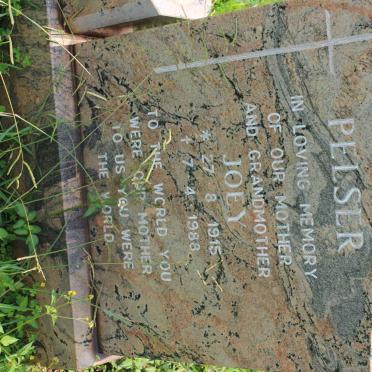 PELSER
IN LOVING MEMORY
OF OUR MOTHER
AND GRANDMOTHER
JOEY
* 27 8 1915
† 7 4 1988
TO THE WORLD YOU
WERE MOTHER
TO US YOU WERE
THE WORLD